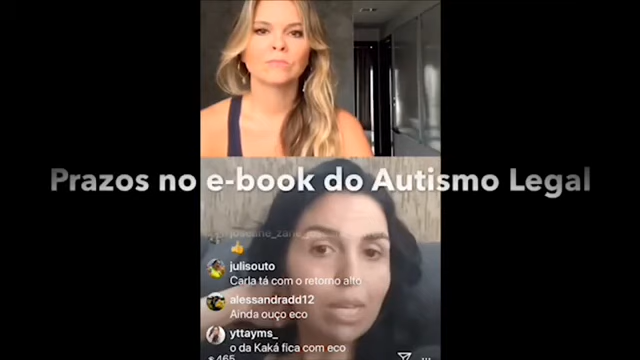 Prazos no e-book do Autismo Legal
👍
julisouto
Carla tá com o retorno alto
alessandradd12
Ainda ouço eco
yttayms_
o da Kaká fica com eco
465